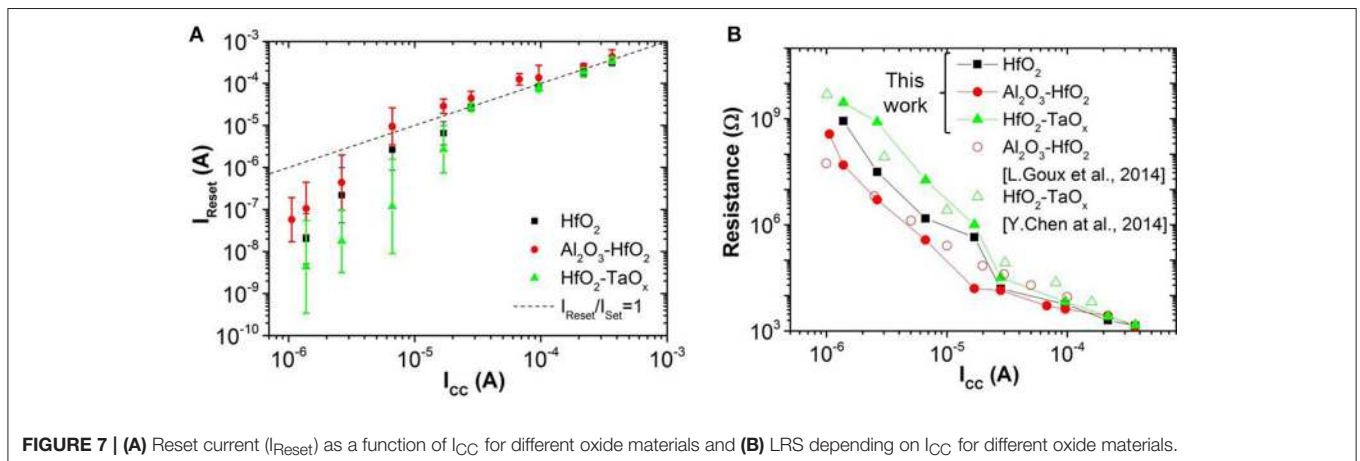 A
I_Reset (A)
10^-3
10^-4
10^-5
10^-6
10^-7
10^-8
10^-9
10^-10
HfO₂
Al₂O₃-HfO₂
HfO₂-TaOₓ
I_Reset/I_Set=1
10^-6 10^-5 10^-4 10^-3
I_CC (A)
B
Resistance (Ω)
10^9
10^6
10^3
This work
HfO₂
Al₂O₃-HfO₂
HfO₂-TaOₓ
Al₂O₃-HfO₂
[L.Goux et al., 2014]
HfO₂-TaOₓ
[Y.Chen at al., 2014]
10^-6 10^-5 10^-4
I_CC (A)
FIGURE 7 | (A) Reset current (I_Reset) as a function of I_CC for different oxide materials and (B) LRS depending on I_CC for different oxide materials.